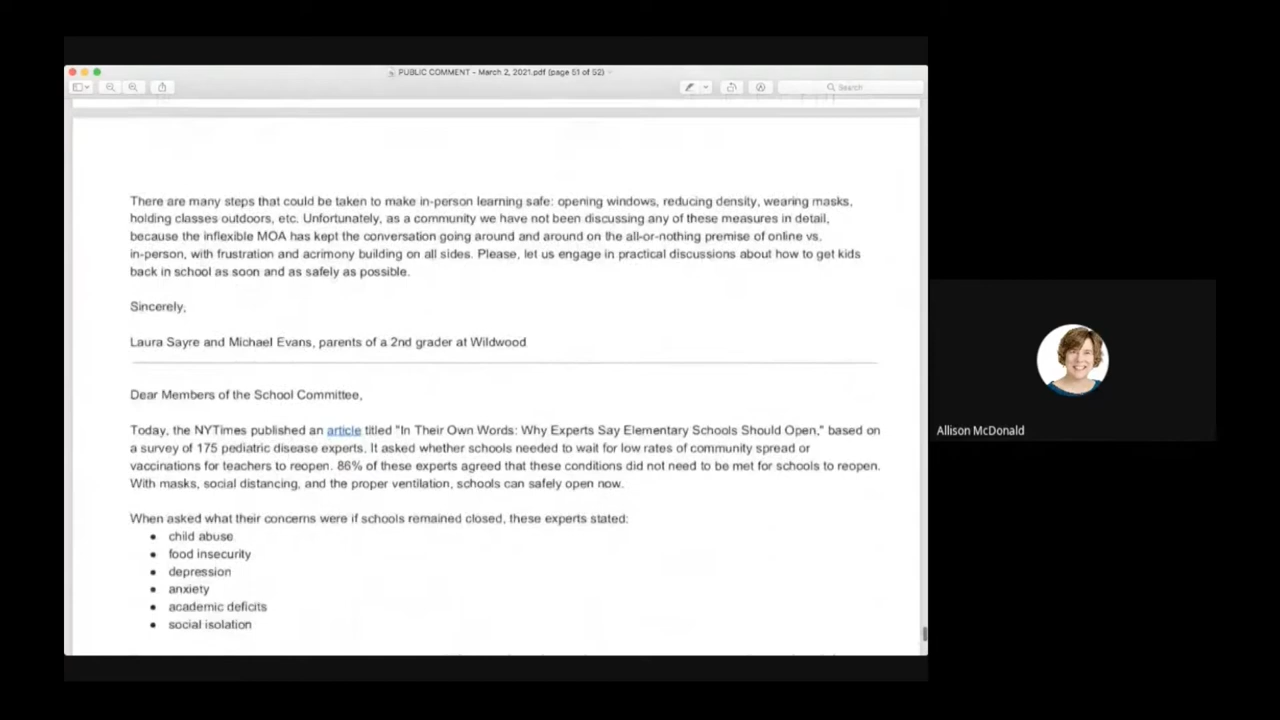 PUBLIC COMMENT - March 2, 2021.pdf (page 51 of 52)
Search
There are many steps that could be taken to make in-person learning safe: opening windows, reducing density, wearing masks,
holding classes outdoors, etc. Unfortunately, as a community we have not been discussing any of these measures in detail,
because the inflexible MOA has kept the conversation going around and around on the all-or-nothing premise of online vs.
in-person, with frustration and acrimony building on all sides. Please, let us engage in practical discussions about how to get kids
back in school as soon and as safely as possible.
Sincerely,
Laura Sayre and Michael Evans, parents of a 2nd grader at Wildwood
Dear Members of the School Committee,
Today, the NYTimes published an article titled "In Their Own Words: Why Experts Say Elementary Schools Should Open," based on
a survey of 175 pediatric disease experts. It asked whether schools needed to wait for low rates of community spread or
vaccinations for teachers to reopen. 86% of these experts agreed that these conditions did not need to be met for schools to reopen.
With masks, social distancing, and the proper ventilation, schools can safely open now.
When asked what their concerns were if schools remained closed, these experts stated:
• child abuse
• food insecurity
• depression
• anxiety
• academic deficits
• social isolation
Allison McDonald